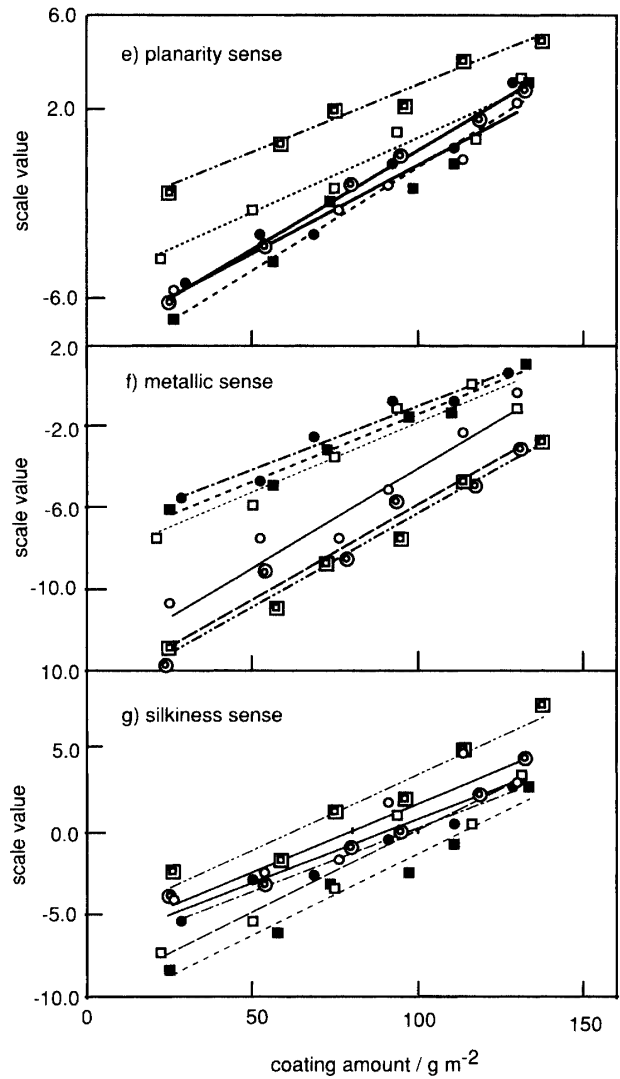 6.0
e) planarity sense
2.0
scale value
-6.0
2.0
f) metallic sense
-2.0
scale value
-6.0
-10.0
10.0
g) silkiness sense
5.0
scale value
0.0
-5.0
-10.0
0 50 100 150
coating amount / g m⁻²